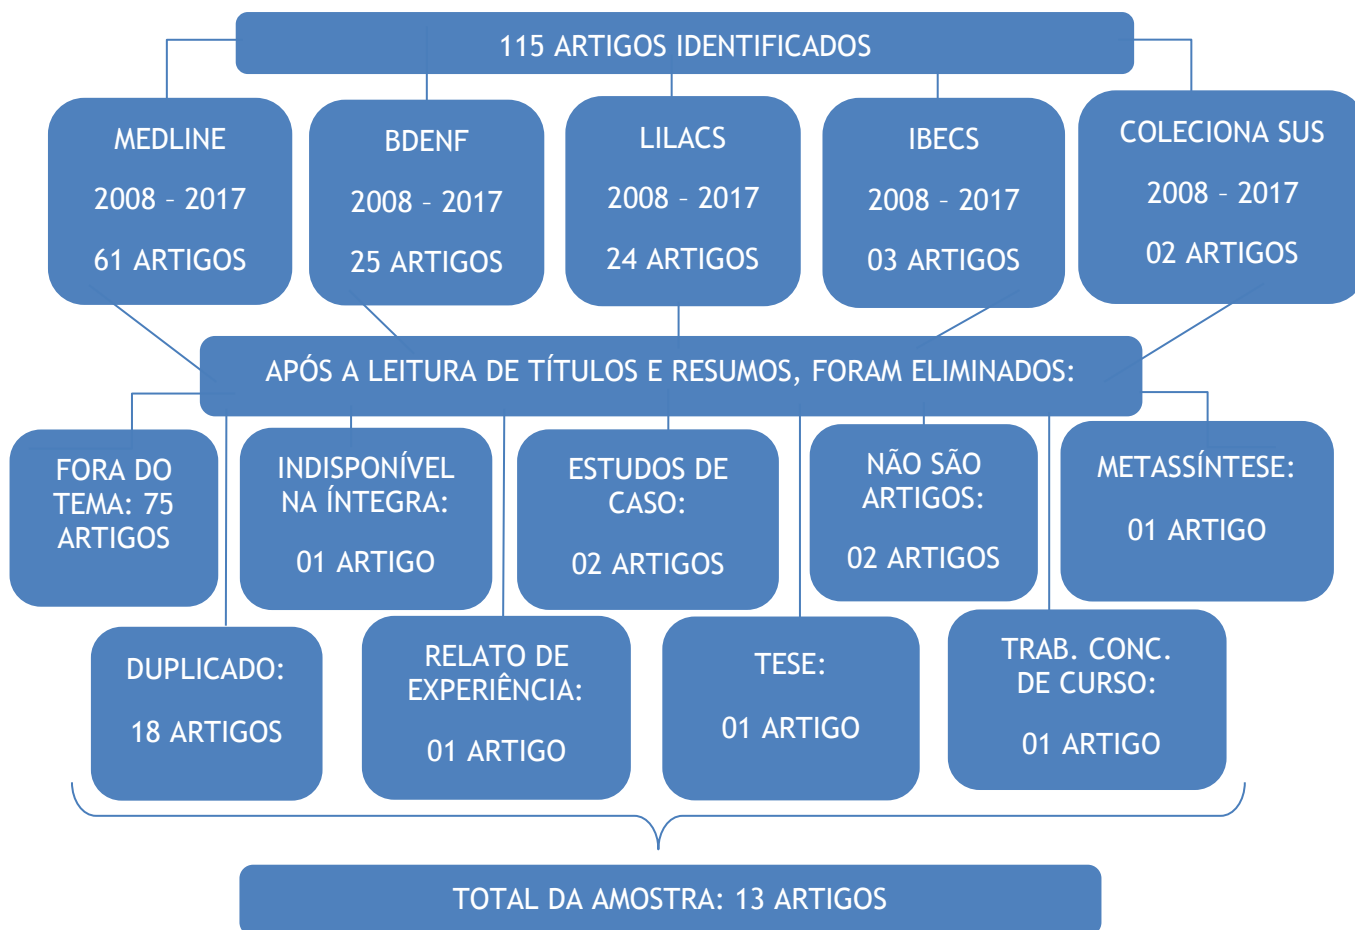 115 ARTIGOS IDENTIFICADOS
MEDLINE
2008 – 2017
61 ARTIGOS
BDENF
2008 – 2017
25 ARTIGOS
LILACS
2008 – 2017
24 ARTIGOS
IBECS
2008 – 2017
03 ARTIGOS
COLECIONA SUS
2008 – 2017
02 ARTIGOS
APÓS A LEITURA DE TÍTULOS E RESUMOS, FORAM ELIMINADOS:
FORA DO
TEMA: 75
ARTIGOS
INDISPONÍVEL
NA ÍNTEGRA:
01 ARTIGO
ESTUDOS DE
CASO:
02 ARTIGOS
NÃO SÃO
ARTIGOS:
02 ARTIGOS
METASSÍNTESE:
01 ARTIGO
DUPLICADO:
18 ARTIGOS
RELATO DE
EXPERIÊNCIA:
01 ARTIGO
TESE:
01 ARTIGO
TRAB. CONC.
DE CURSO:
01 ARTIGO
TOTAL DA AMOSTRA: 13 ARTIGOS